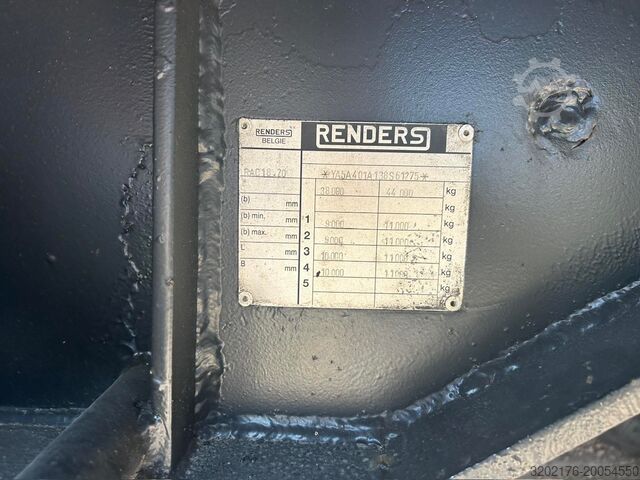 RENDERS
BELGIE
RENDERS
RAC 18.70 *YA5A401A138S61275*
38.000 44.000 kg
(b) mm kg
(b) min. mm 1 9.000 11.000 kg
(b) max. mm 2 9.000 11.000 kg
L mm 3 10.000 11.000 kg
B mm 4 10.000 11.000 kg
5 kg
3202176-20054550